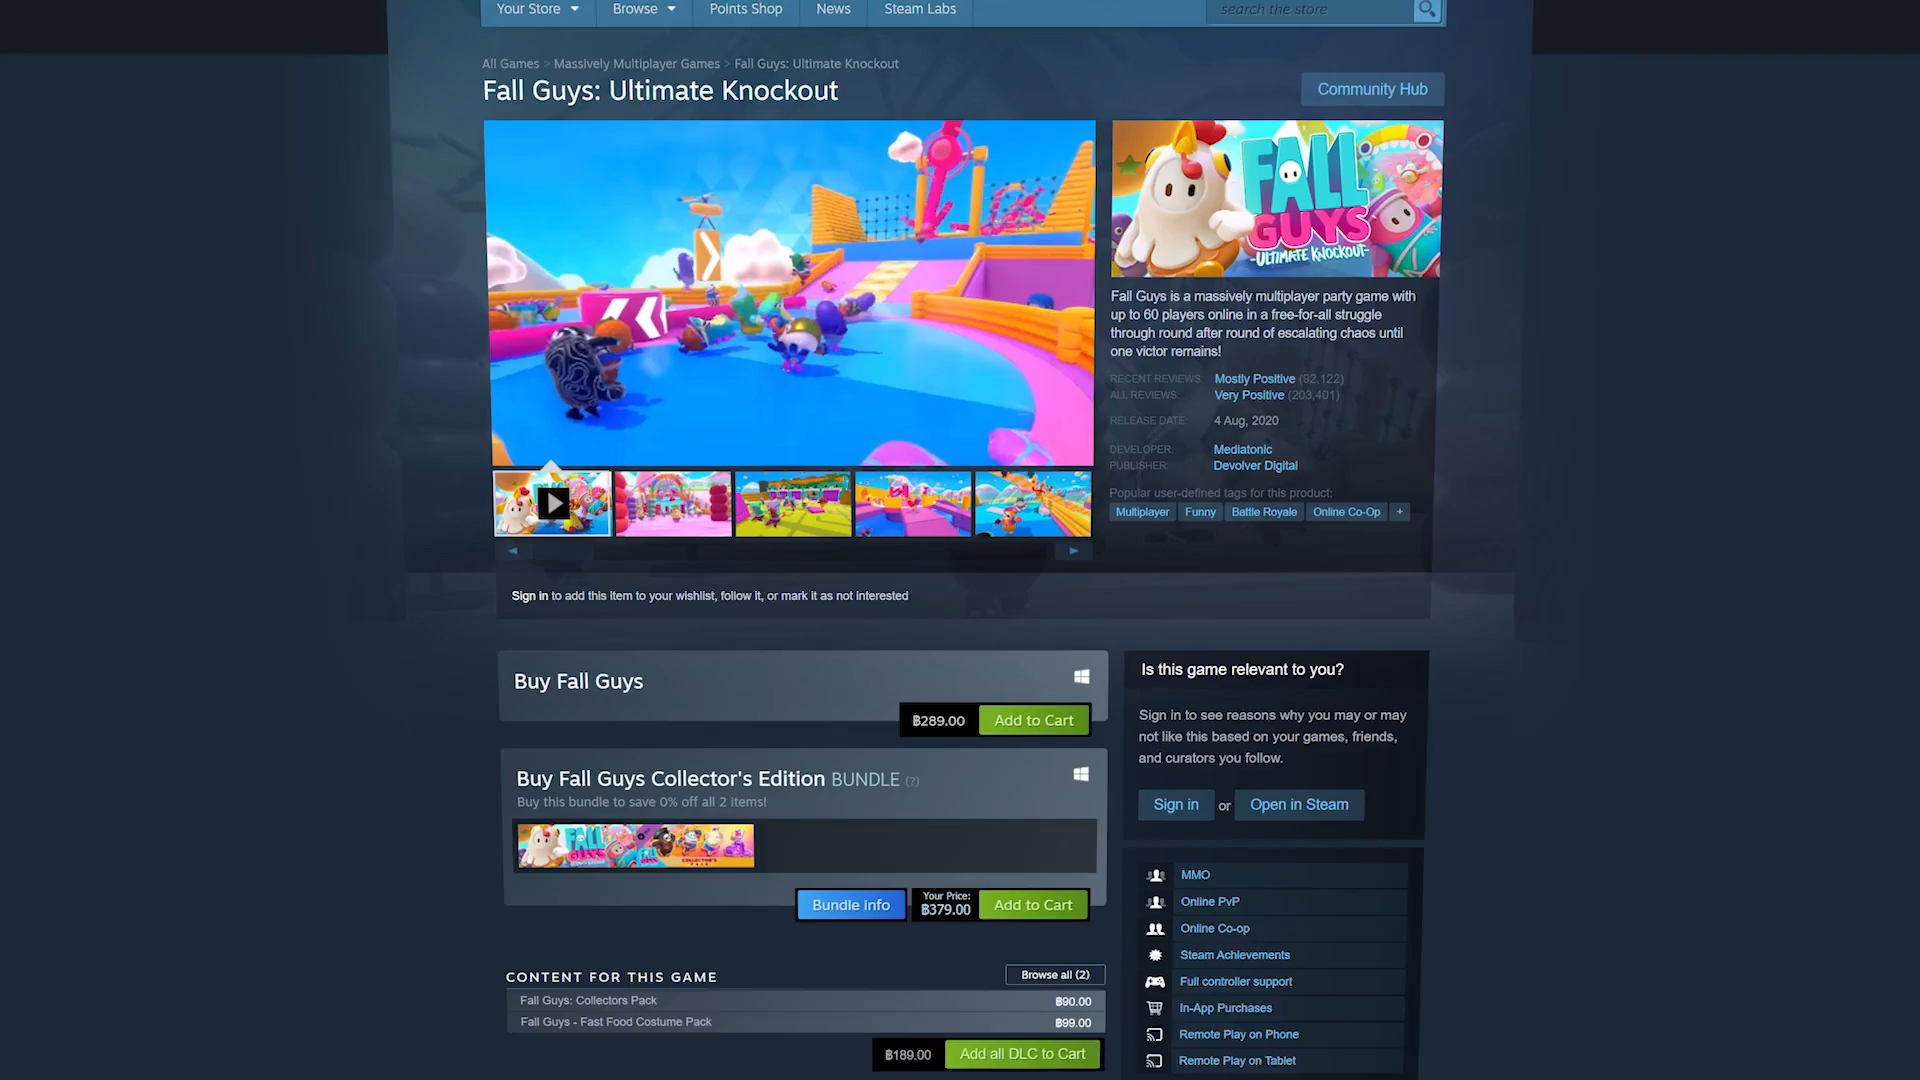 Your Store
Browse
Points Shop
News
Steam Labs
search the store
All Games > Massively Multiplayer Games > Fall Guys: Ultimate Knockout
Fall Guys: Ultimate Knockout
Community Hub
FALL
GUYS
-ULTIMATE KNOCKOUT-
Fall Guys is a massively multiplayer party game with
up to 60 players online in a free-for-all struggle
through round after round of escalating chaos until
one victor remains!
RECENT REVIEWS: Mostly Positive (92,122)
ALL REVIEWS: Very Positive (203,401)
RELEASE DATE: 4 Aug, 2020
DEVELOPER: Mediatonic
PUBLISHER: Devolver Digital
Popular user-defined tags for this product:
Multiplayer Funny Battle Royale Online Co-Op +
Sign in to add this item to your wishlist, follow it, or mark it as not interested
Buy Fall Guys
฿289.00 Add to Cart
Buy Fall Guys Collector's Edition BUNDLE (?)
Buy this bundle to save 0% off all 2 items!
FALL
GUYS
COLLECTOR'S
PACK
Bundle info
Your Price:
฿379.00
Add to Cart
CONTENT FOR THIS GAME
Browse all (2)
Fall Guys: Collectors Pack ฿90.00
Fall Guys - Fast Food Costume Pack ฿99.00
฿189.00 Add all DLC to Cart
Is this game relevant to you?
Sign in to see reasons why you may or may
not like this based on your games, friends,
and curators you follow.
Sign in or Open in Steam
MMO
Online PvP
Online Co-op
Steam Achievements
Full controller support
In-App Purchases
Remote Play on Phone
Remote Play on Tablet